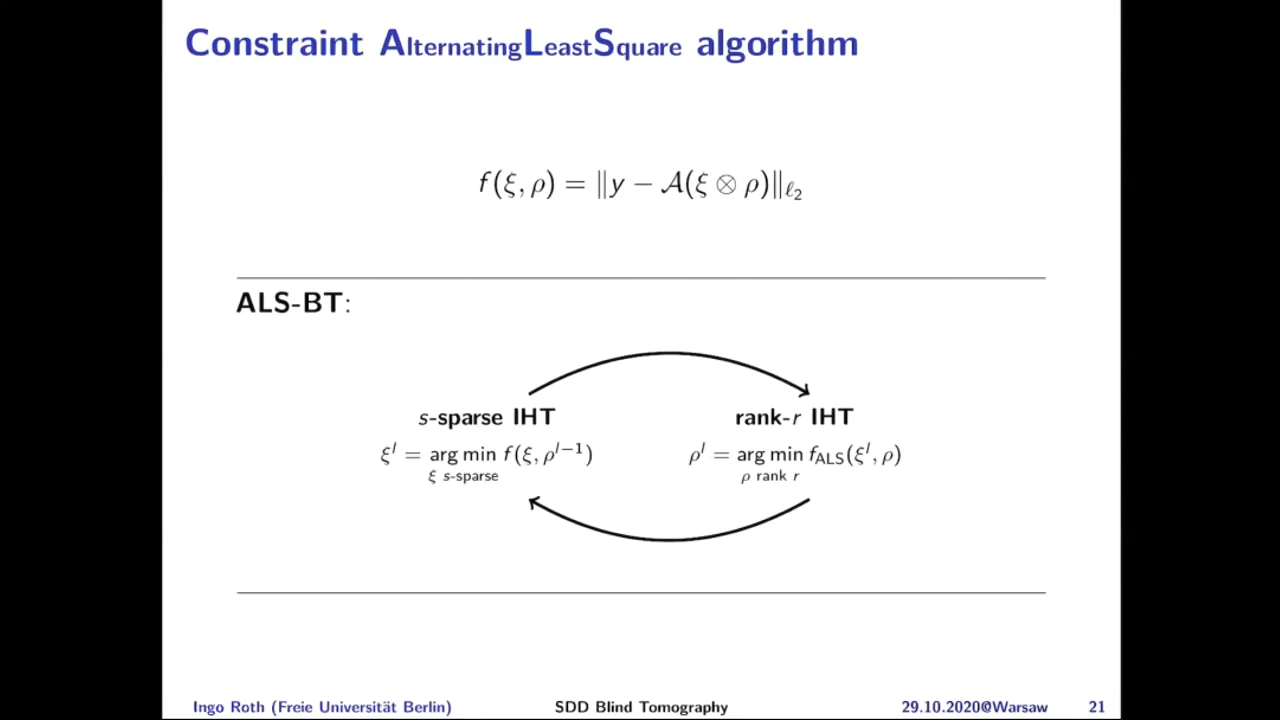 Constraint AlternatingLeastSquare algorithm
f(ξ, ρ) = ‖y − 𝒜(ξ ⊗ ρ)‖ℓ₂
ALS-BT:
s-sparse IHT rank-r IHT
ξˡ = arg min f(ξ, ρˡ⁻¹) ρˡ = arg min f_ALS(ξˡ, ρ)
ξ s-sparse ρ rank r
Ingo Roth (Freie Universität Berlin) SDD Blind Tomography 29.10.2020@Warsaw 21